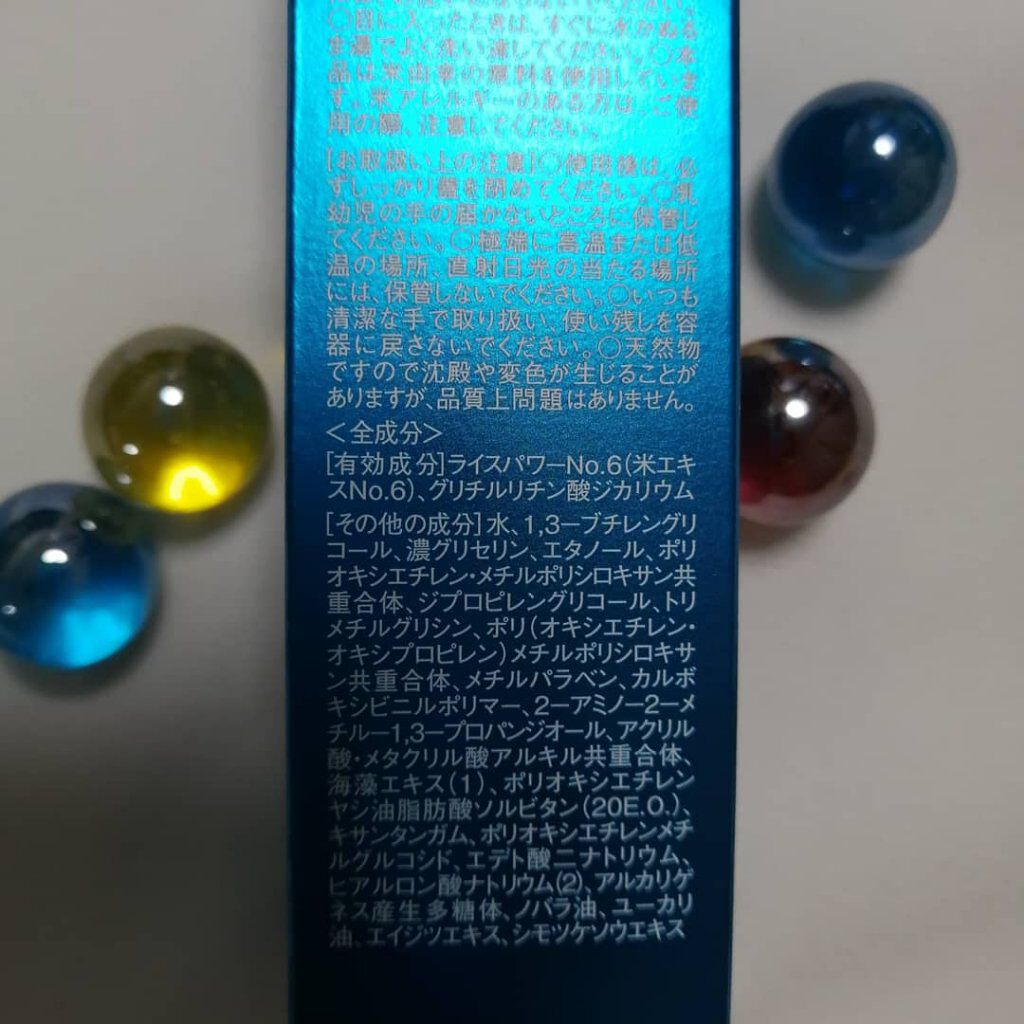 ○目に入ったときは、すぐに水かぬる
ま湯でよく洗い流してください。○本
品は米由来の原料を使用していま
す。米アレルギーのある方は、ご使
用の際、注意してください。
[お取扱い上の注意]○使用後は、必
ずしっかり蓋を閉めてください。○乳
幼児の手の届かないところに保管し
てください。○極端に高温または低
温の場所、直射日光の当たる場所
には、保管しないでください。○いつも
清潔な手で取り扱い、使い残しを容
器に戻さないでください。○天然物
ですので沈殿や変色が生じることが
ありますが、品質上問題はありません。
＜全成分＞
[有効成分]ライスパワーNo.6(米エキ
スNo.6)、グリチルリチン酸ジカリウム
[その他の成分]水、1,3－ブチレングリ
コール、濃グリセリン、エタノール、ポリ
オキシエチレン・メチルポリシロキサン共
重合体、ジプロピレングリコール、トリ
メチルグリシン、ポリ(オキシエチレン・
オキシプロピレン)メチルポリシロキサ
ン共重合体、メチルパラベン、カルボ
キシビニルポリマー、2－アミノ－2－メ
チル－1,3－プロパンジオール、アクリル
酸・メタクリル酸アルキル共重合体、
海藻エキス(1)、ポリオキシエチレン
ヤシ油脂肪酸ソルビタン(20E.O.)、
キサンタンガム、ポリオキシエチレンメチ
ルグルコシド、エデト酸二ナトリウム、
ヒアルロン酸ナトリウム(2)、アルカリゲ
ネス産生多糖体、ノバラ油、ユーカリ
油、エイジツエキス、シモツケソウエキス